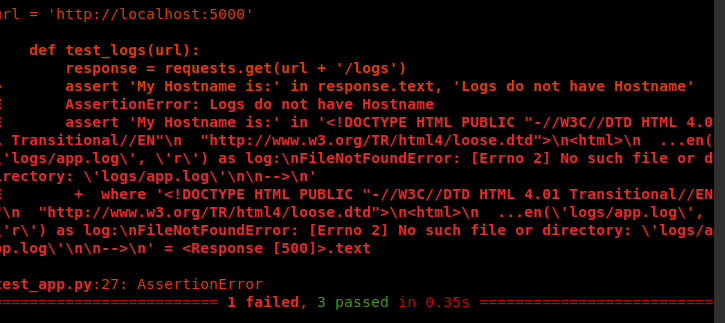 url = 'http://localhost:5000'
def test_logs(url):
response = requests.get(url + '/logs')
> assert 'My Hostname is:' in response.text, 'Logs do not have Hostname'
E AssertionError: Logs do not have Hostname
E assert 'My Hostname is:' in '<!DOCTYPE HTML PUBLIC "-//W3C//DTD HTML 4.0
1 Transitional//EN"\n "http://www.w3.org/TR/html4/loose.dtd">\n<html>\n ...en(
\'logs/app.log\', \'r\') as log:\nFileNotFoundError: [Errno 2] No such file or d
irectory: \'logs/app.log\'\n\n-->\n'
E + where '<!DOCTYPE HTML PUBLIC "-//W3C//DTD HTML 4.01 Transitional//EN
"\n "http://www.w3.org/TR/html4/loose.dtd">\n<html>\n ...en(\'logs/app.log\',
\'r\') as log:\nFileNotFoundError: [Errno 2] No such file or directory: \'logs/a
pp.log\'\n\n-->\n' = <Response [500]>.text
test_app.py:27: AssertionError
========================= 1 failed, 3 passed in 0.35s ==========================